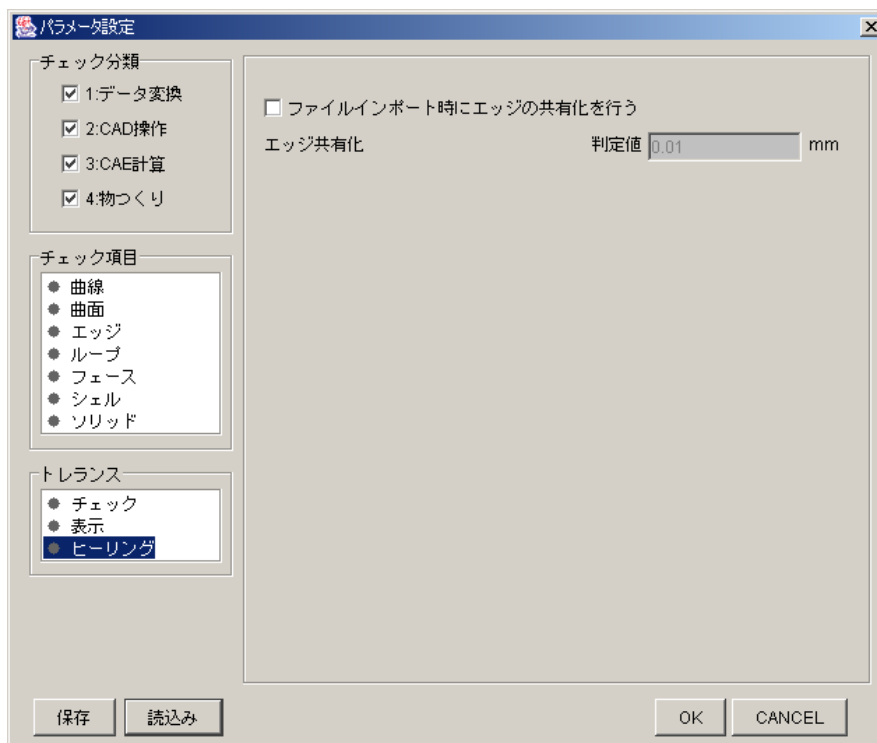 パラメータ設定
チェック分類
1:データ変換
2:CAD操作
3:CAE計算
4:物つくり
チェック項目
曲線
曲面
エッジ
ループ
フェース
シェル
ソリッド
トレランス
チェック
表示
ヒーリング
ファイルインポート時にエッジの共有化を行う
エッジ共有化 判定値 0.01 mm
保存 読込み OK CANCEL